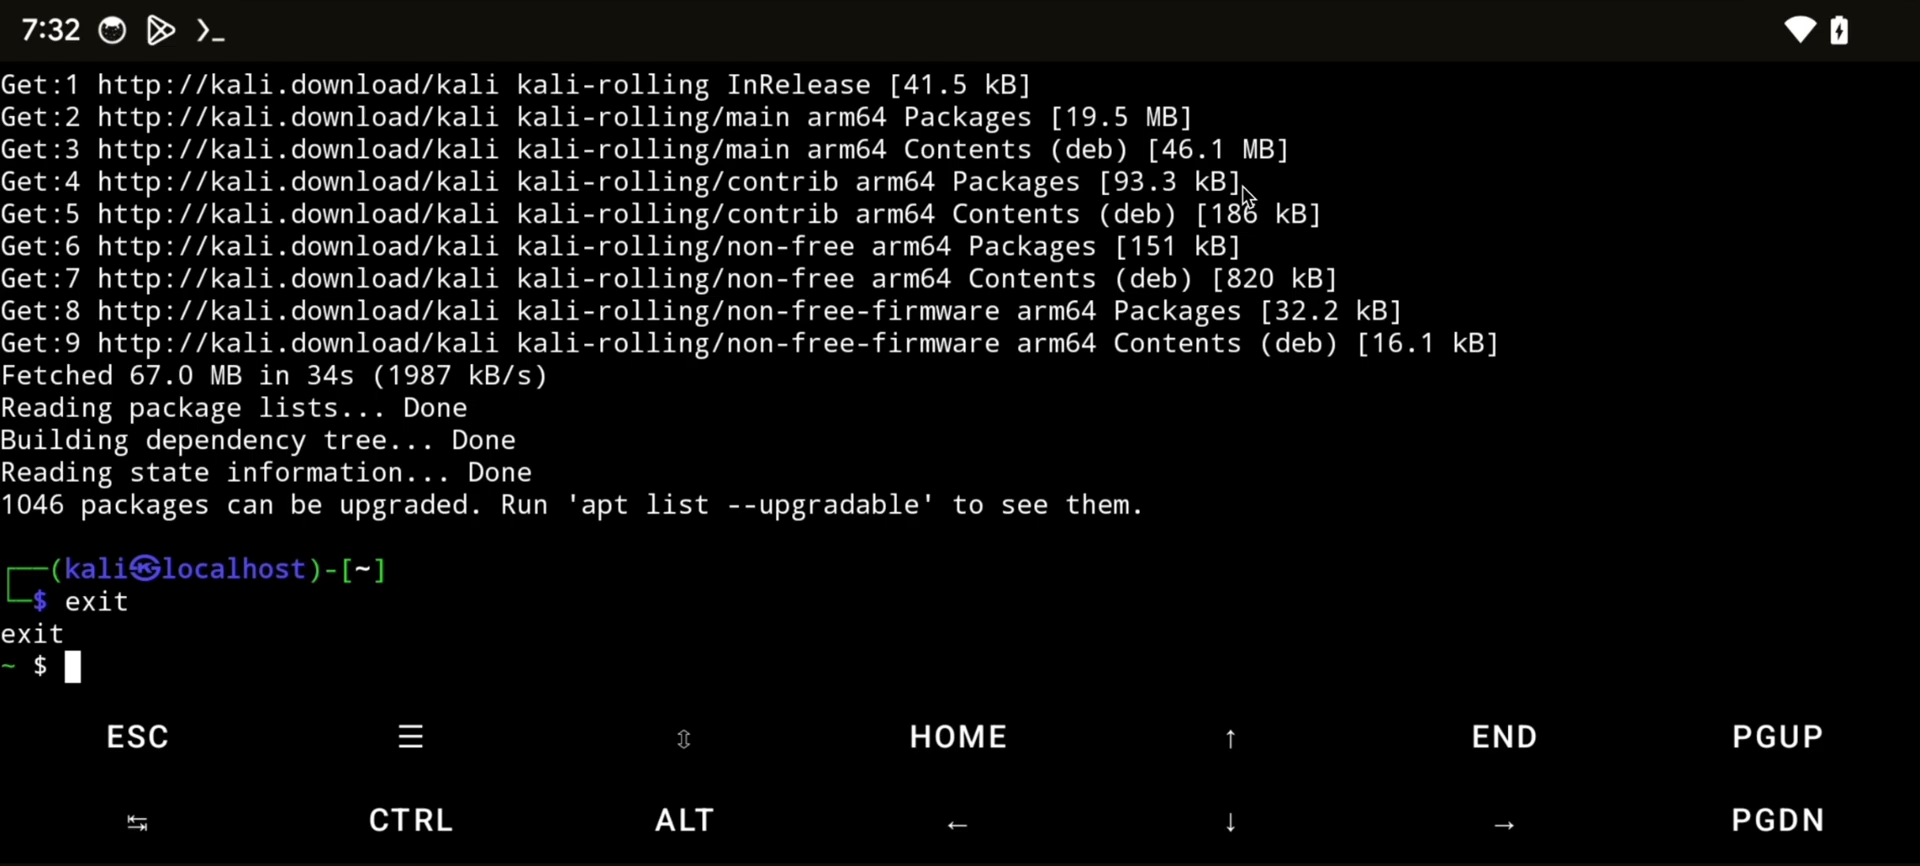 7:32
Get:1 http://kali.download/kali kali-rolling InRelease [41.5 kB]
Get:2 http://kali.download/kali kali-rolling/main arm64 Packages [19.5 MB]
Get:3 http://kali.download/kali kali-rolling/main arm64 Contents (deb) [46.1 MB]
Get:4 http://kali.download/kali kali-rolling/contrib arm64 Packages [93.3 kB]
Get:5 http://kali.download/kali kali-rolling/contrib arm64 Contents (deb) [186 kB]
Get:6 http://kali.download/kali kali-rolling/non-free arm64 Packages [151 kB]
Get:7 http://kali.download/kali kali-rolling/non-free arm64 Contents (deb) [820 kB]
Get:8 http://kali.download/kali kali-rolling/non-free-firmware arm64 Packages [32.2 kB]
Get:9 http://kali.download/kali kali-rolling/non-free-firmware arm64 Contents (deb) [16.1 kB]
Fetched 67.0 MB in 34s (1987 kB/s)
Reading package lists... Done
Building dependency tree... Done
Reading state information... Done
1046 packages can be upgraded. Run 'apt list --upgradable' to see them.
┌──(kali㉿localhost)-[~]
└─$ exit
exit
~ $
ESC ☰ ⇳ HOME ↑ END PGUP
↹ CTRL ALT ← ↓ → PGDN